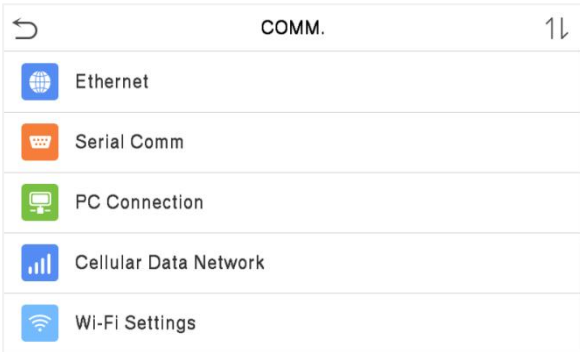 COMM.
Ethernet
Serial Comm
PC Connection
Cellular Data Network
Wi-Fi Settings